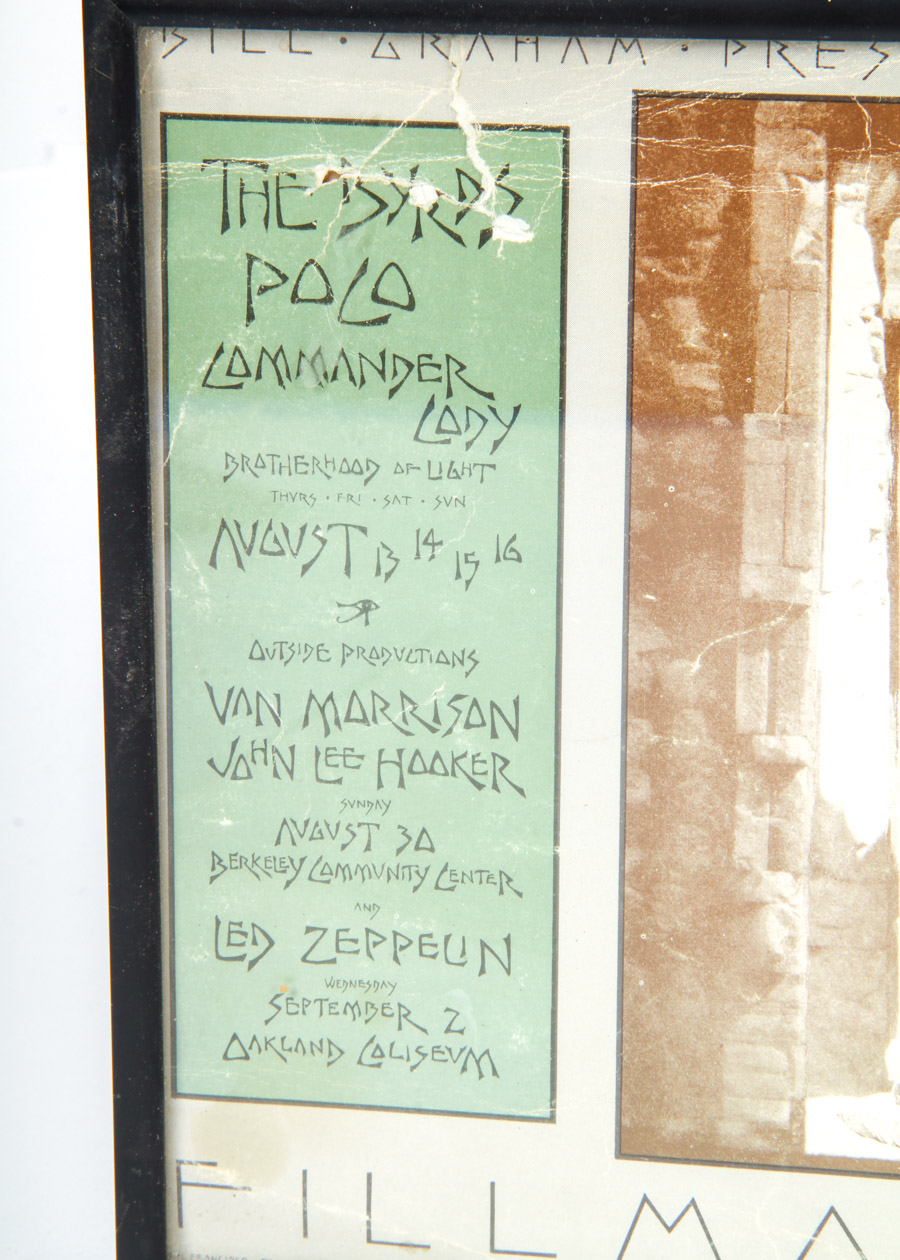 BILL · GRAHAM · PRES
THE BYRDS
POCO
COMMANDER
CODY
BROTHERHOOD OF LIGHT
THURS · FRI · SAT · SUN
AUGUST 13 14 15 16
OUTSIDE PRODUCTIONS
VAN MORRISON
JOHN LEE HOOKER
SUNDAY
AUGUST 30
BERKELEY COMMUNITY CENTER
AND
LED ZEPPELIN
WEDNESDAY
SEPTEMBER 2
OAKLAND COLISEUM
FILLMO